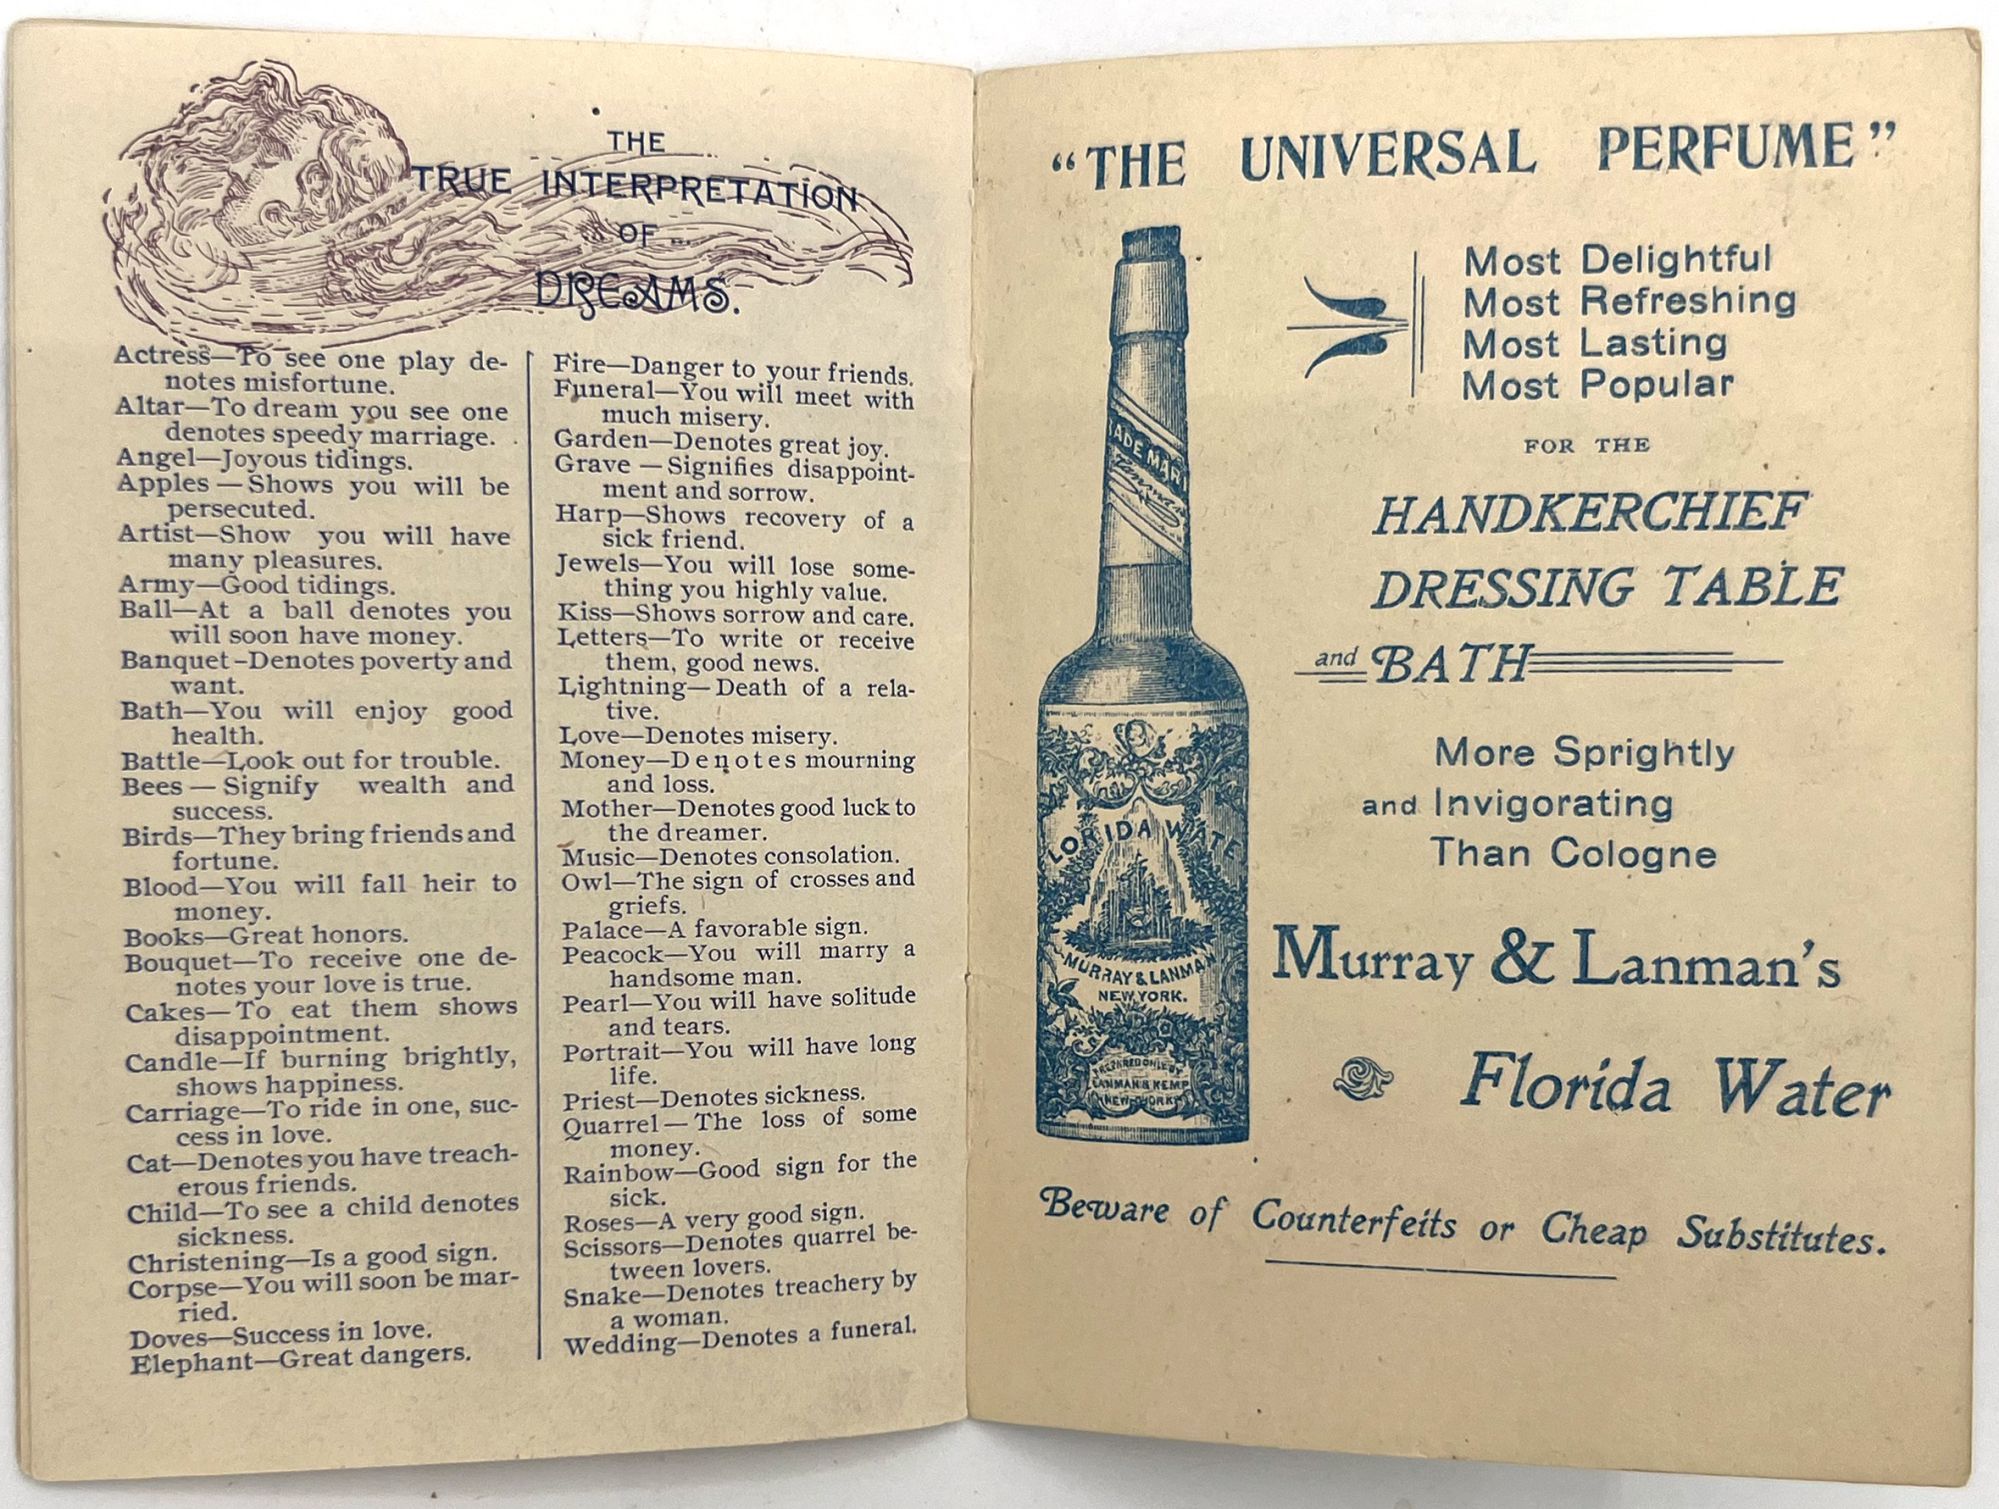 THE
TRUE INTERPRETATION
OF
DREAMS.
Actress—To see one play de-
notes misfortune.
Altar—To dream you see one
denotes speedy marriage.
Angel—Joyous tidings.
Apples—Shows you will be
persecuted.
Artist—Show you will have
many pleasures.
Army—Good tidings.
Ball—At a ball denotes you
will soon have money.
Banquet-Denotes poverty and
want.
Bath—You will enjoy good
health.
Battle—Look out for trouble.
Bees—Signify wealth and
success.
Birds—They bring friends and
fortune.
Blood—You will fall heir to
money.
Books—Great honors.
Bouquet—To receive one de-
notes your love is true.
Cakes—To eat them shows
disappointment.
Candle—If burning brightly,
shows happiness.
Carriage—To ride in one, suc-
cess in love.
Cat—Denotes you have treach-
erous friends.
Child—To see a child denotes
sickness.
Christening—Is a good sign.
Corpse—You will soon be mar-
ried.
Doves—Success in love.
Elephant—Great dangers.
Fire—Danger to your friends.
Funeral—You will meet with
much misery.
Garden—Denotes great joy.
Grave—Signifies disappoint-
ment and sorrow.
Harp—Shows recovery of a
sick friend.
Jewels—You will lose some-
thing you highly value.
Kiss—Shows sorrow and care.
Letters—To write or receive
them, good news.
Lightning—Death of a rela-
tive.
Love—Denotes misery.
Money—Denotes mourning
and loss.
Mother—Denotes good luck to
the dreamer.
Music—Denotes consolation.
Owl—The sign of crosses and
griefs.
Palace—A favorable sign.
Peacock—You will marry a
handsome man.
Pearl—You will have solitude
and tears.
Portrait—You will have long
life.
Priest—Denotes sickness.
Quarrel—The loss of some
money.
Rainbow—Good sign for the
sick.
Roses—A very good sign.
Scissors—Denotes quarrel be-
tween lovers.
Snake—Denotes treachery by
a woman.
Wedding—Denotes a funeral.
"THE UNIVERSAL PERFUME"
Most Delightful
Most Refreshing
Most Lasting
Most Popular
FOR THE
HANDKERCHIEF
DRESSING TABLE
and BATH
More Sprightly
and Invigorating
Than Cologne
Murray & Lanman's
Florida Water
Beware of Counterfeits or Cheap Substitutes.
ADE MAR
Lanman
LORIDA WATE
MURRAY & LANMAN
NEW YORK.
PREPARED ONLY BY
LANMAN & KEMP
NEW-YORK